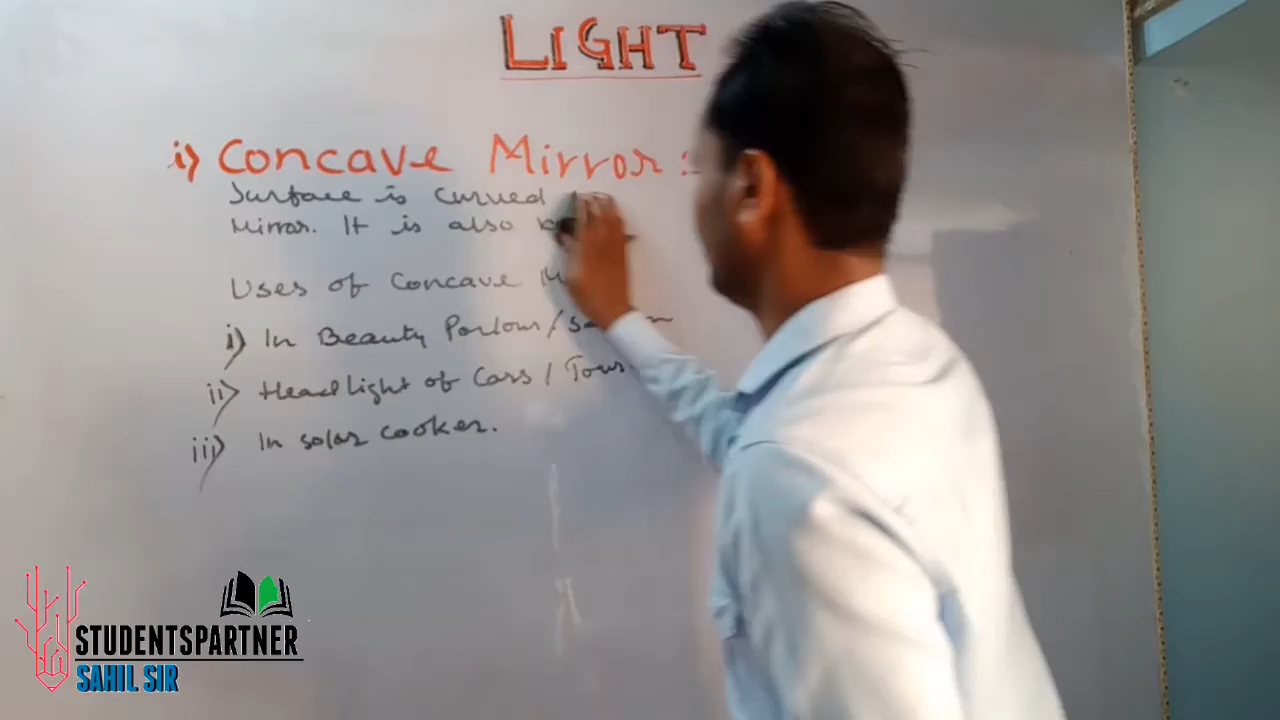 LIGHT
i) Concave Mirror :
Surface is curved
Mirror. It is also
Uses of Concave
i) In Beauty Parlour/
ii) Headlight of Cars / Tour
iii) In solar cooker.
STUDENTSPARTNER
SAHIL SIR